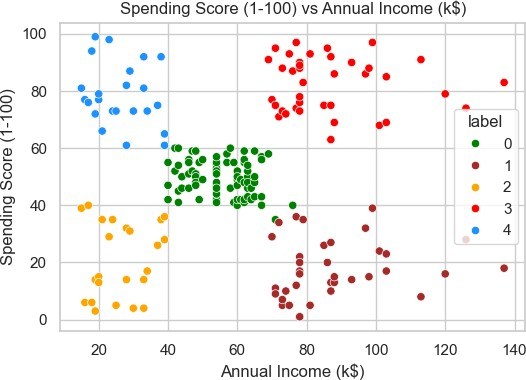 Spending Score (1-100) vs Annual Income (k$)
Spending Score (1-100)
100
80
60
40
20
0
label
0
1
2
3
4
20 40 60 80 100 120 140
Annual Income (k$)